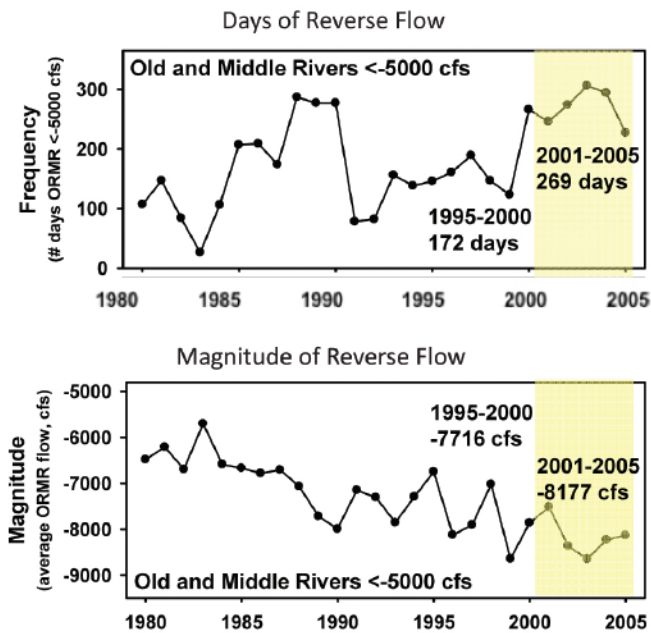 Days of Reverse Flow
Old and Middle Rivers <-5000 cfs
Frequency
(# days ORMR <-5000 cfs)
300
200
100
0
2001-2005
269 days
1995-2000
172 days
1980 1985 1990 1995 2000 2005
Magnitude of Reverse Flow
Magnitude
(average ORMR flow, cfs)
-5000
-6000
-7000
-8000
-9000
1995-2000
-7716 cfs
2001-2005
-8177 cfs
Old and Middle Rivers <-5000 cfs
1980 1985 1990 1995 2000 2005